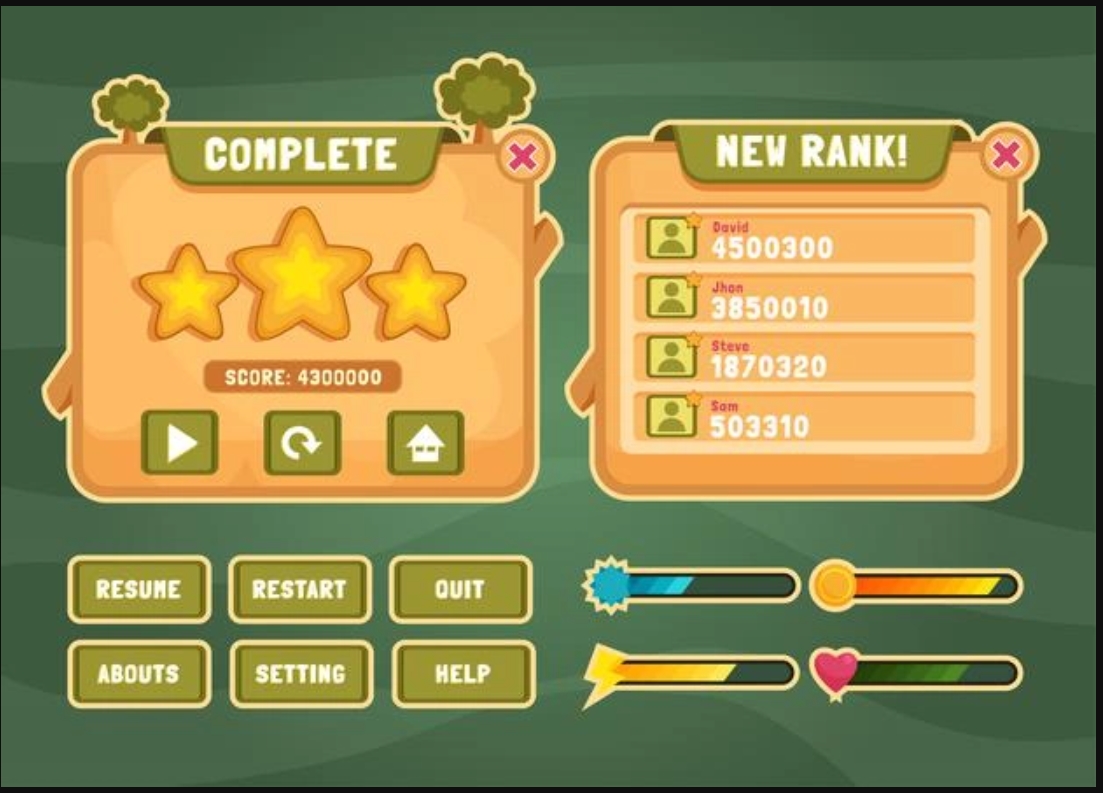 COMPLETE
SCORE: 4300000
NEW RANK!
David
4500300
Jhon
3850010
Steve
1870320
Sam
503310
RESUME
RESTART
QUIT
ABOUTS
SETTING
HELP